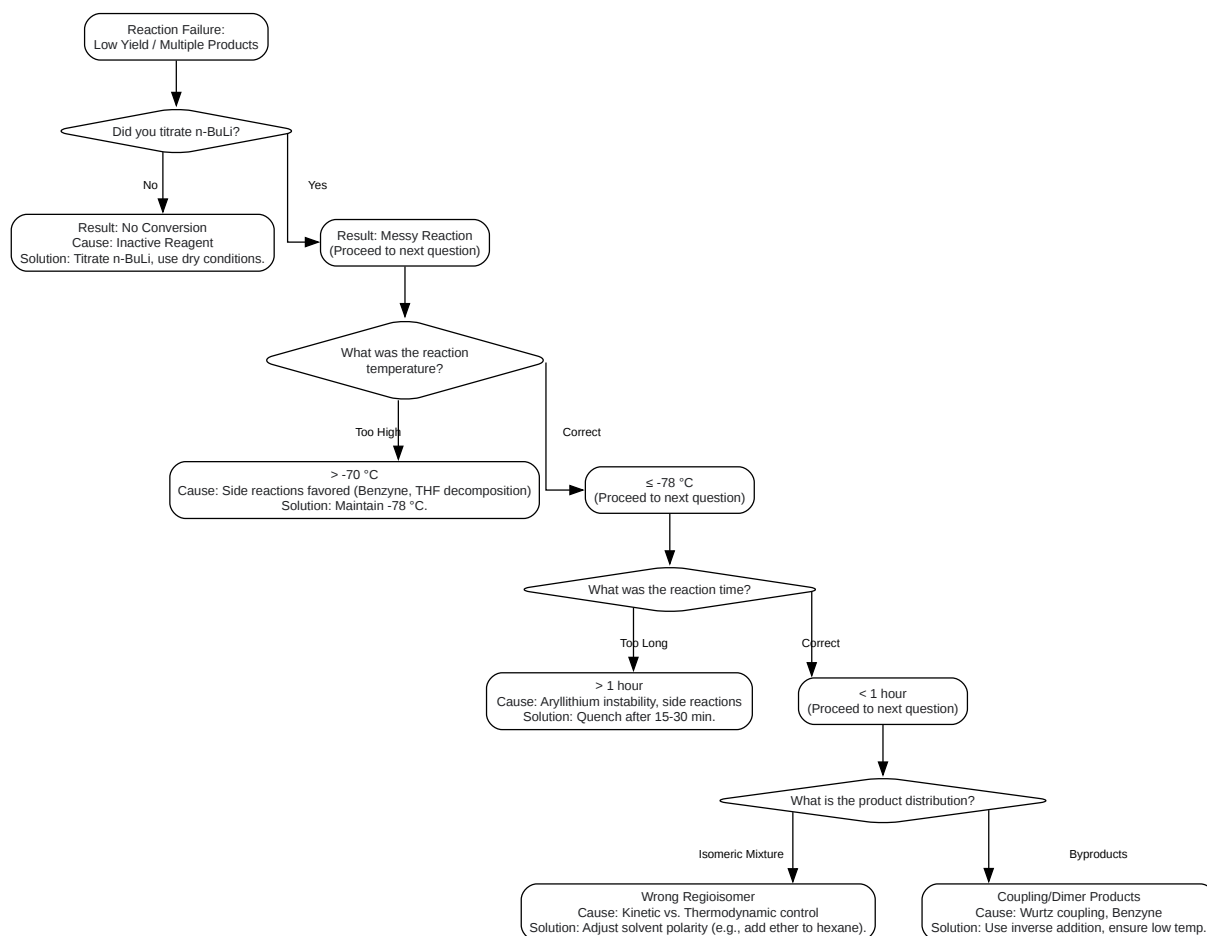 Reaction Failure:
Low Yield / Multiple Products
Did you titrate n-BuLi?
No
Yes
Result: No Conversion
Cause: Inactive Reagent
Solution: Titrate n-BuLi, use dry conditions.
Result: Messy Reaction
(Proceed to next question)
What was the reaction
temperature?
Too High
Correct
> -70 °C
Cause: Side reactions favored (Benzyne, THF decomposition)
Solution: Maintain -78 °C.
≤ -78 °C
(Proceed to next question)
What was the reaction time?
Too Long
Correct
> 1 hour
Cause: Aryllithium instability, side reactions
Solution: Quench after 15-30 min.
< 1 hour
(Proceed to next question)
What is the product distribution?
Isomeric Mixture
Byproducts
Wrong Regioisomer
Cause: Kinetic vs. Thermodynamic control
Solution: Adjust solvent polarity (e.g., add ether to hexane).
Coupling/Dimer Products
Cause: Wurtz coupling, Benzyne
Solution: Use inverse addition, ensure low temp.